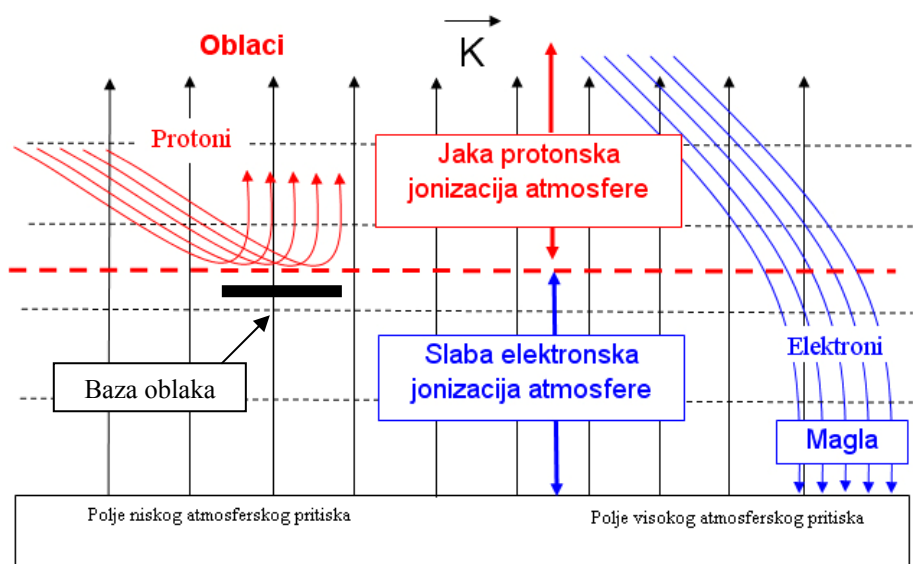 Oblaci
K
Protoni
Jaka protonska
jonizacija atmosfere
Slaba elektronska
jonizacija atmosfere
Elektroni
Baza oblaka
Magla
Polje niskog atmosferskog pritiska
Polje visokog atmosferskog pritiska